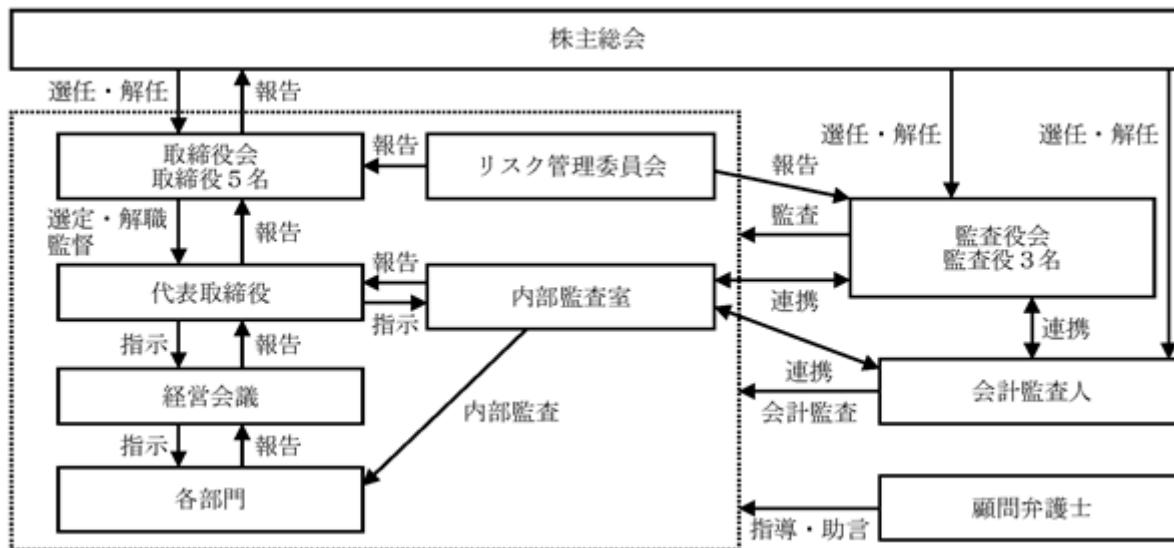 株主総会
選任・解任
報告
選任・解任
選任・解任
取締役会
取締役5名
報告
リスク管理委員会
報告
監査役会
監査役3名
選定・解職
監督
報告
監査
代表取締役
報告
指示
内部監査室
連携
連携
指示
報告
経営会議
内部監査
連携
会計監査
会計監査人
指示
報告
各部門
指導・助言
顧問弁護士